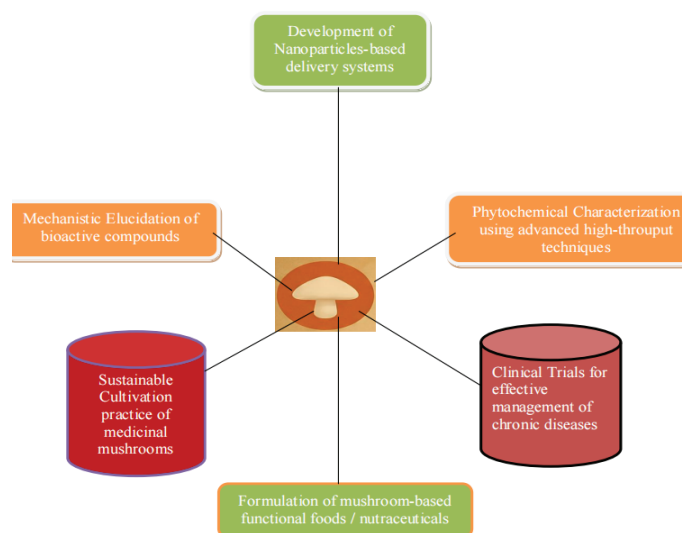 Development of
Nanoparticles-based
delivery systems
Mechanistic Elucidation of
bioactive compounds
Phytochemical Characterization
using advanced high-throuput
techniques
Sustainable
Cultivation
practice of
medicinal
mushrooms
Clinical Trials for
effective
management of
chronic diseases
Formulation of mushroom-based
functional foods / nutraceuticals